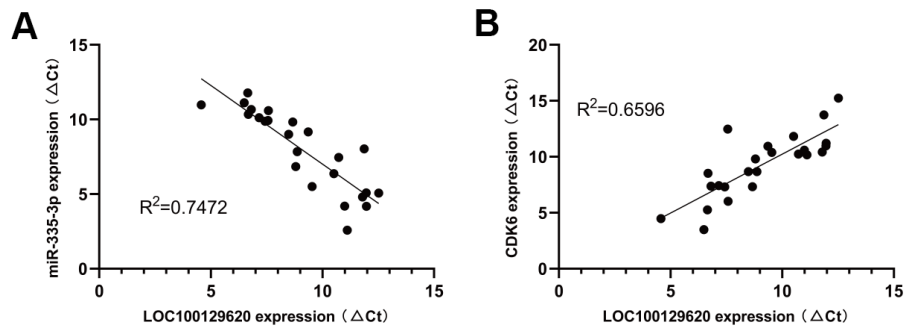 A
B
miR-335-3p expression (△Ct)
15
10
5
0
R²=0.7472
0
5
10
15
LOC100129620 expression (△Ct)
CDK6 expression (△Ct)
20
15
10
5
0
R²=0.6596
0
5
10
15
LOC100129620 expression (△Ct)